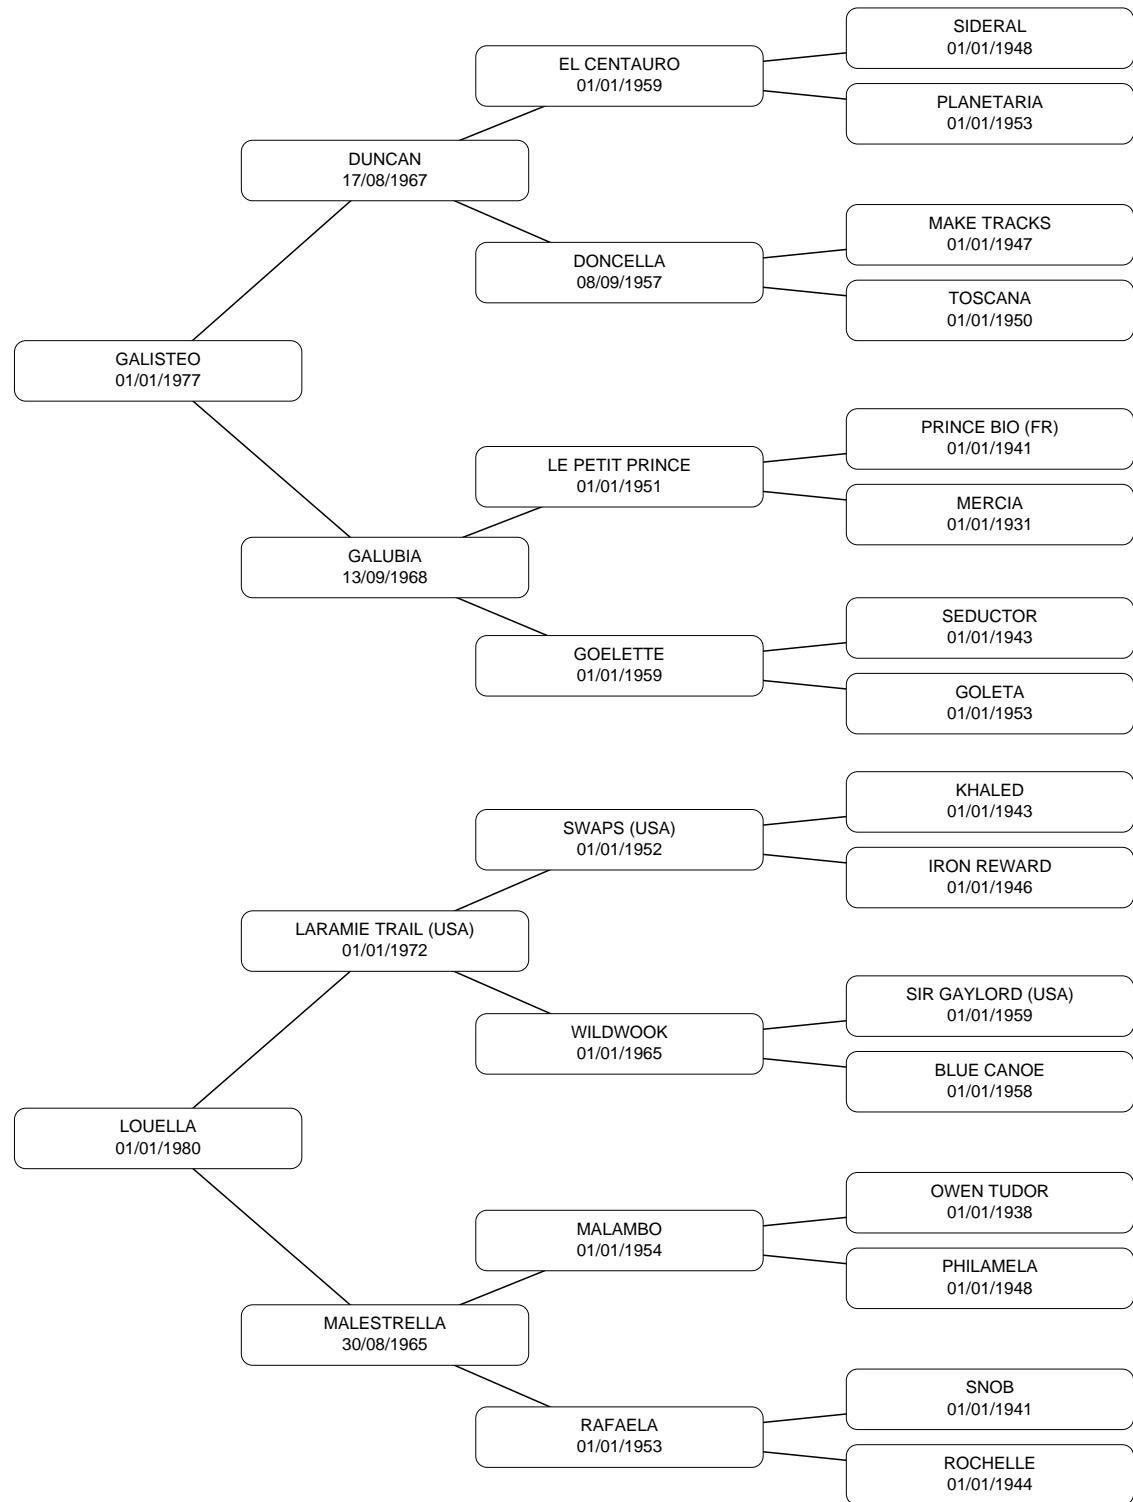 SIDERAL
01/01/1948
EL CENTAURO
01/01/1959
PLANETARIA
01/01/1953
DUNCAN
17/08/1967
MAKE TRACKS
01/01/1947
DONCELLA
08/09/1957
TOSCANA
01/01/1950
GALISTEO
01/01/1977
PRINCE BIO (FR)
01/01/1941
LE PETIT PRINCE
01/01/1951
MERCIA
01/01/1931
GALUBIA
13/09/1968
SEDUCTOR
01/01/1943
GOELETTE
01/01/1959
GOLETA
01/01/1953
KHALED
01/01/1943
SWAPS (USA)
01/01/1952
IRON REWARD
01/01/1946
LARAMIE TRAIL (USA)
01/01/1972
SIR GAYLORD (USA)
01/01/1959
WILDWOOK
01/01/1965
BLUE CANOE
01/01/1958
LOUELLA
01/01/1980
OWEN TUDOR
01/01/1938
MALAMBO
01/01/1954
PHILAMELA
01/01/1948
MALESTRELLA
30/08/1965
SNOB
01/01/1941
RAFAELA
01/01/1953
ROCHELLE
01/01/1944